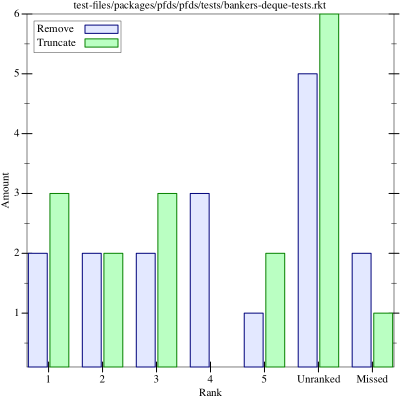 test-files/packages/pfds/pfds/tests/bankers-deque-tests.rkt
Remove
Truncate
6
5
4
3
2
1
Amount
1 2 3 4 5 Unranked Missed
Rank